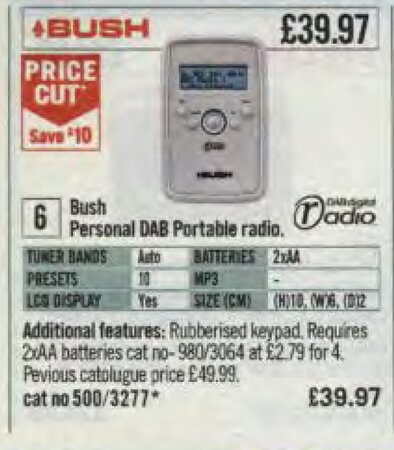 BUSH
£39.97
PRICE
CUT*
Save £10
BUSH
DAB digital
radio
6 Bush
Personal DAB Portable radio.
TUNER BANDS Auto BATTERIES 2xAA
PRESETS 10 MP3 -
LCD DISPLAY Yes SIZE (CM) (H)10, (W)6, (D)2
Additional features: Rubberised keypad. Requires
2xAA batteries cat no- 980/3064 at £2.79 for 4.
Pevious catologue price £49.99.
cat no 500/3277* £39.97